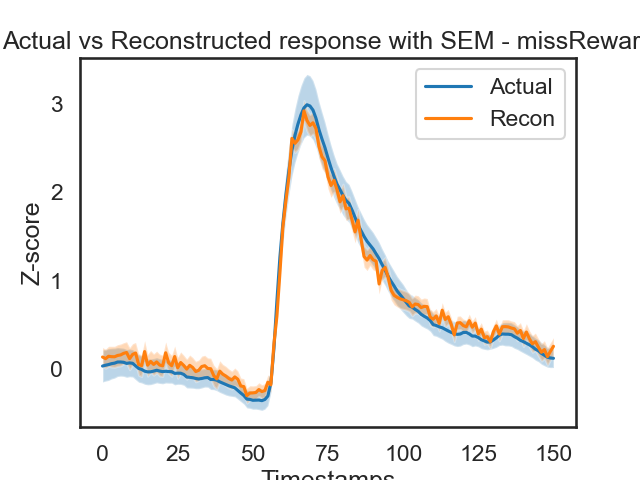 Actual vs Reconstructed response with SEM - missRewar
Actual
Recon
Z-score
3
2
1
0
0 25 50 75 100 125 150
Timestamps